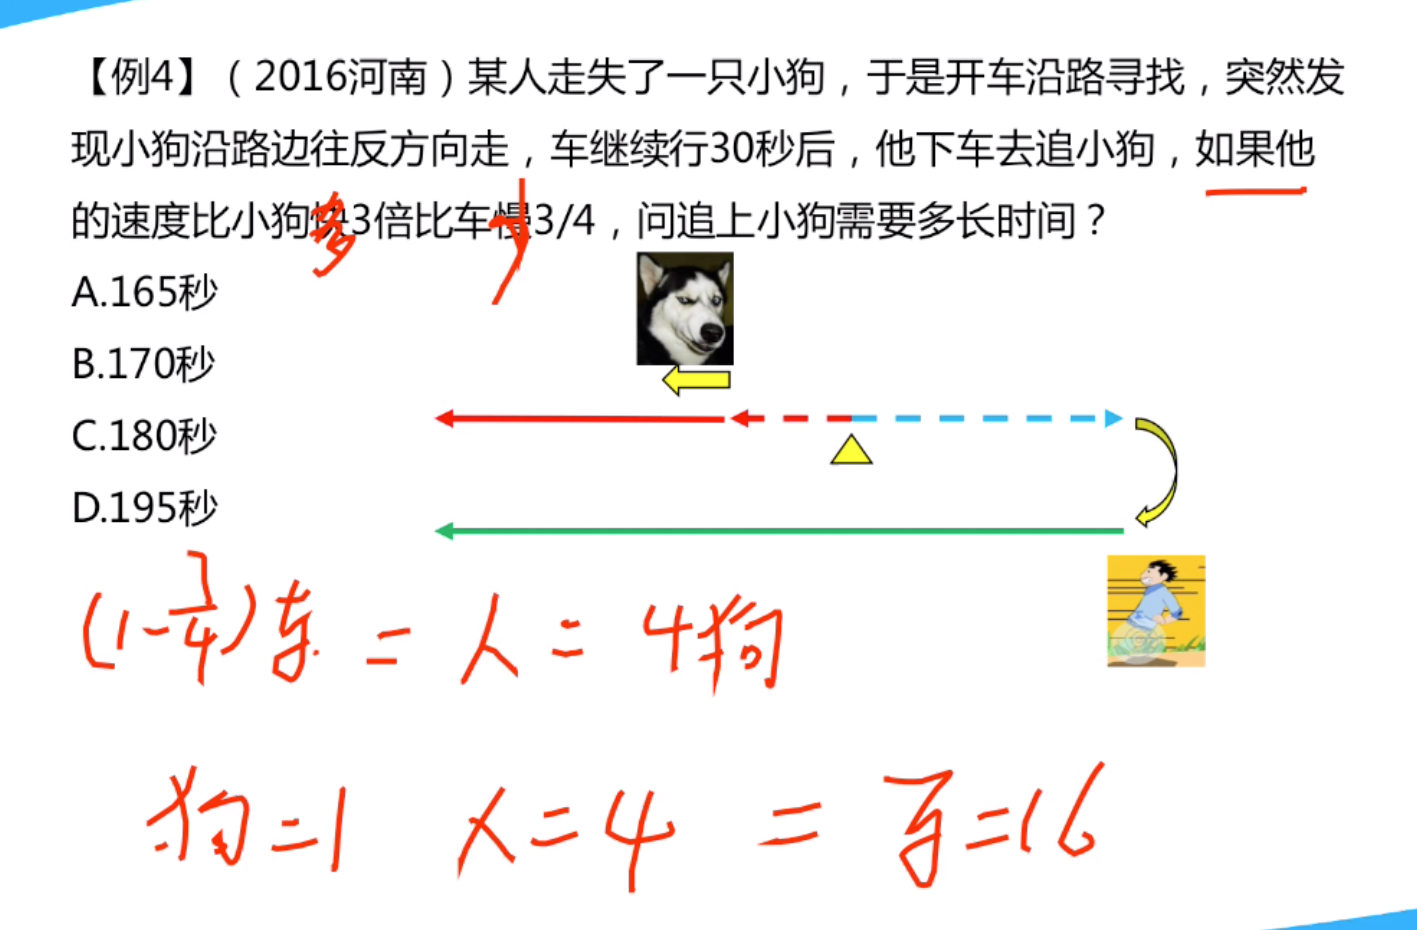 【例4】（2016河南）某人走失了一只小狗，于是开车沿路寻找，突然发
现小狗沿路边往反方向走，车继续行30秒后，他下车去追小狗，如果他
的速度比小狗快3倍比车慢3/4，问追上小狗需要多长时间？
多 少
A.165秒
B.170秒
C.180秒
D.195秒
(1-3/4)车=人=4狗
狗=1 人=4 =车=16